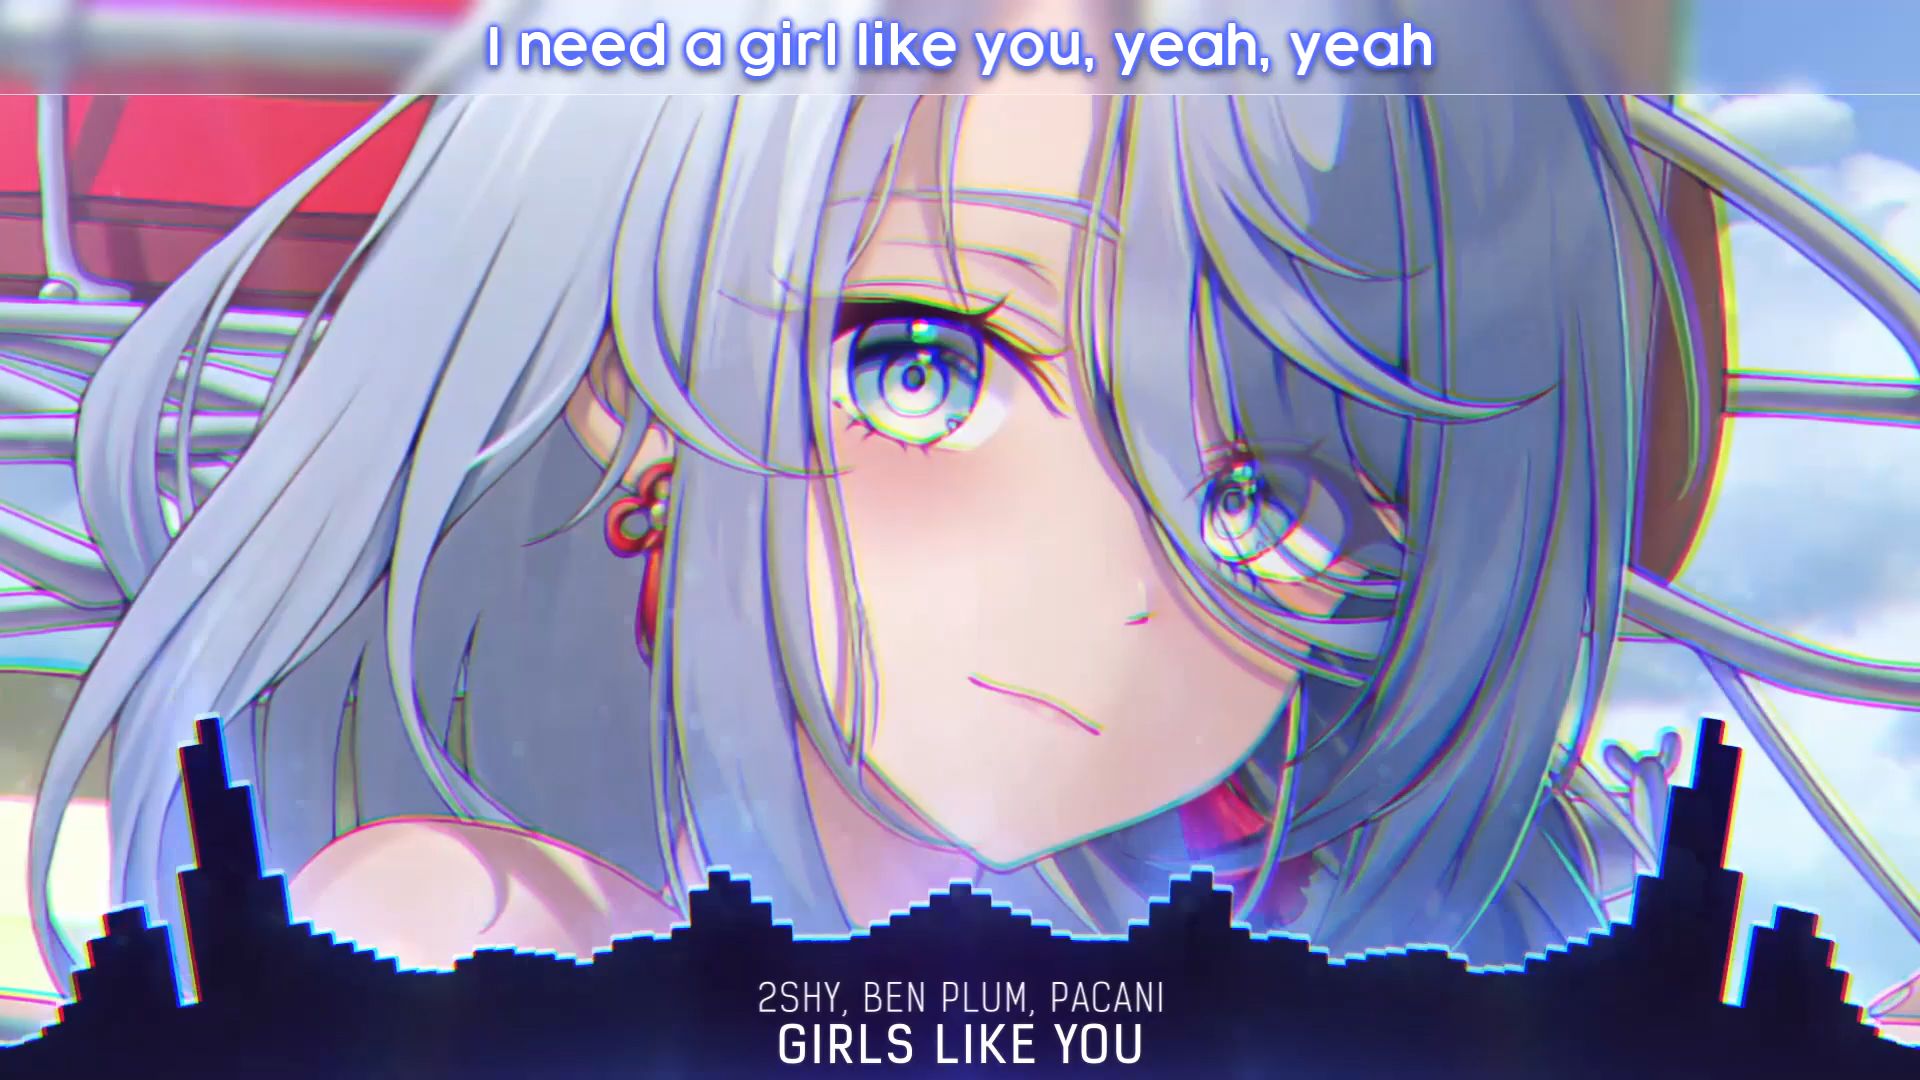 I need a girl like you, yeah, yeah
2SHY, BEN PLUM, PACANI
GIRLS LIKE YOU